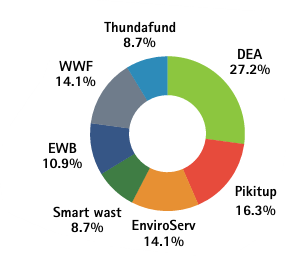 Thundafund
8.7%
DEA
27.2%
WWF
14.1%
EWB
10.9%
Pikitup
16.3%
Smart wast
8.7%
EnviroServ
14.1%